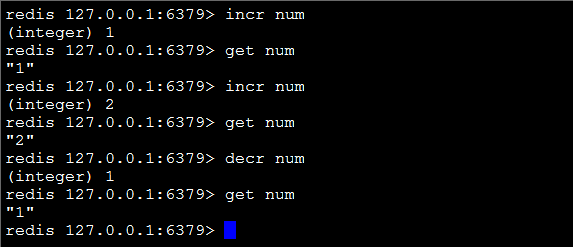 redis 127.0.0.1:6379> incr num
(integer) 1
redis 127.0.0.1:6379> get num
"1"
redis 127.0.0.1:6379> incr num
(integer) 2
redis 127.0.0.1:6379> get num
"2"
redis 127.0.0.1:6379> decr num
(integer) 1
redis 127.0.0.1:6379> get num
"1"
redis 127.0.0.1:6379>